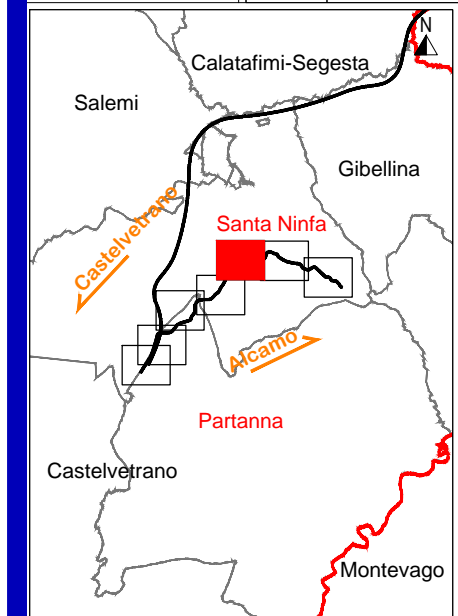 N
Calatafimi-Segesta
Salemi
Gibellina
Castelvetrano
Santa Ninfa
Alcamo
Partanna
Castelvetrano
Montevago